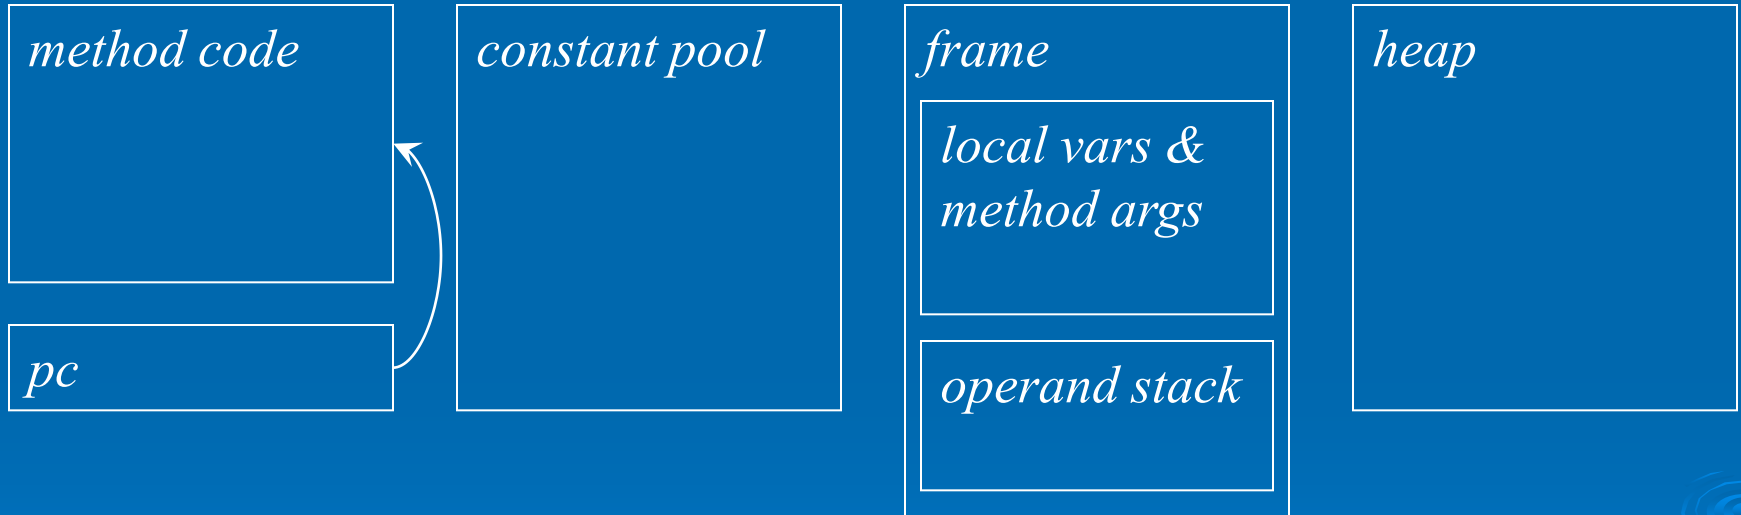 method code
pc
constant pool
frame
local vars &
method args
operand stack
heap